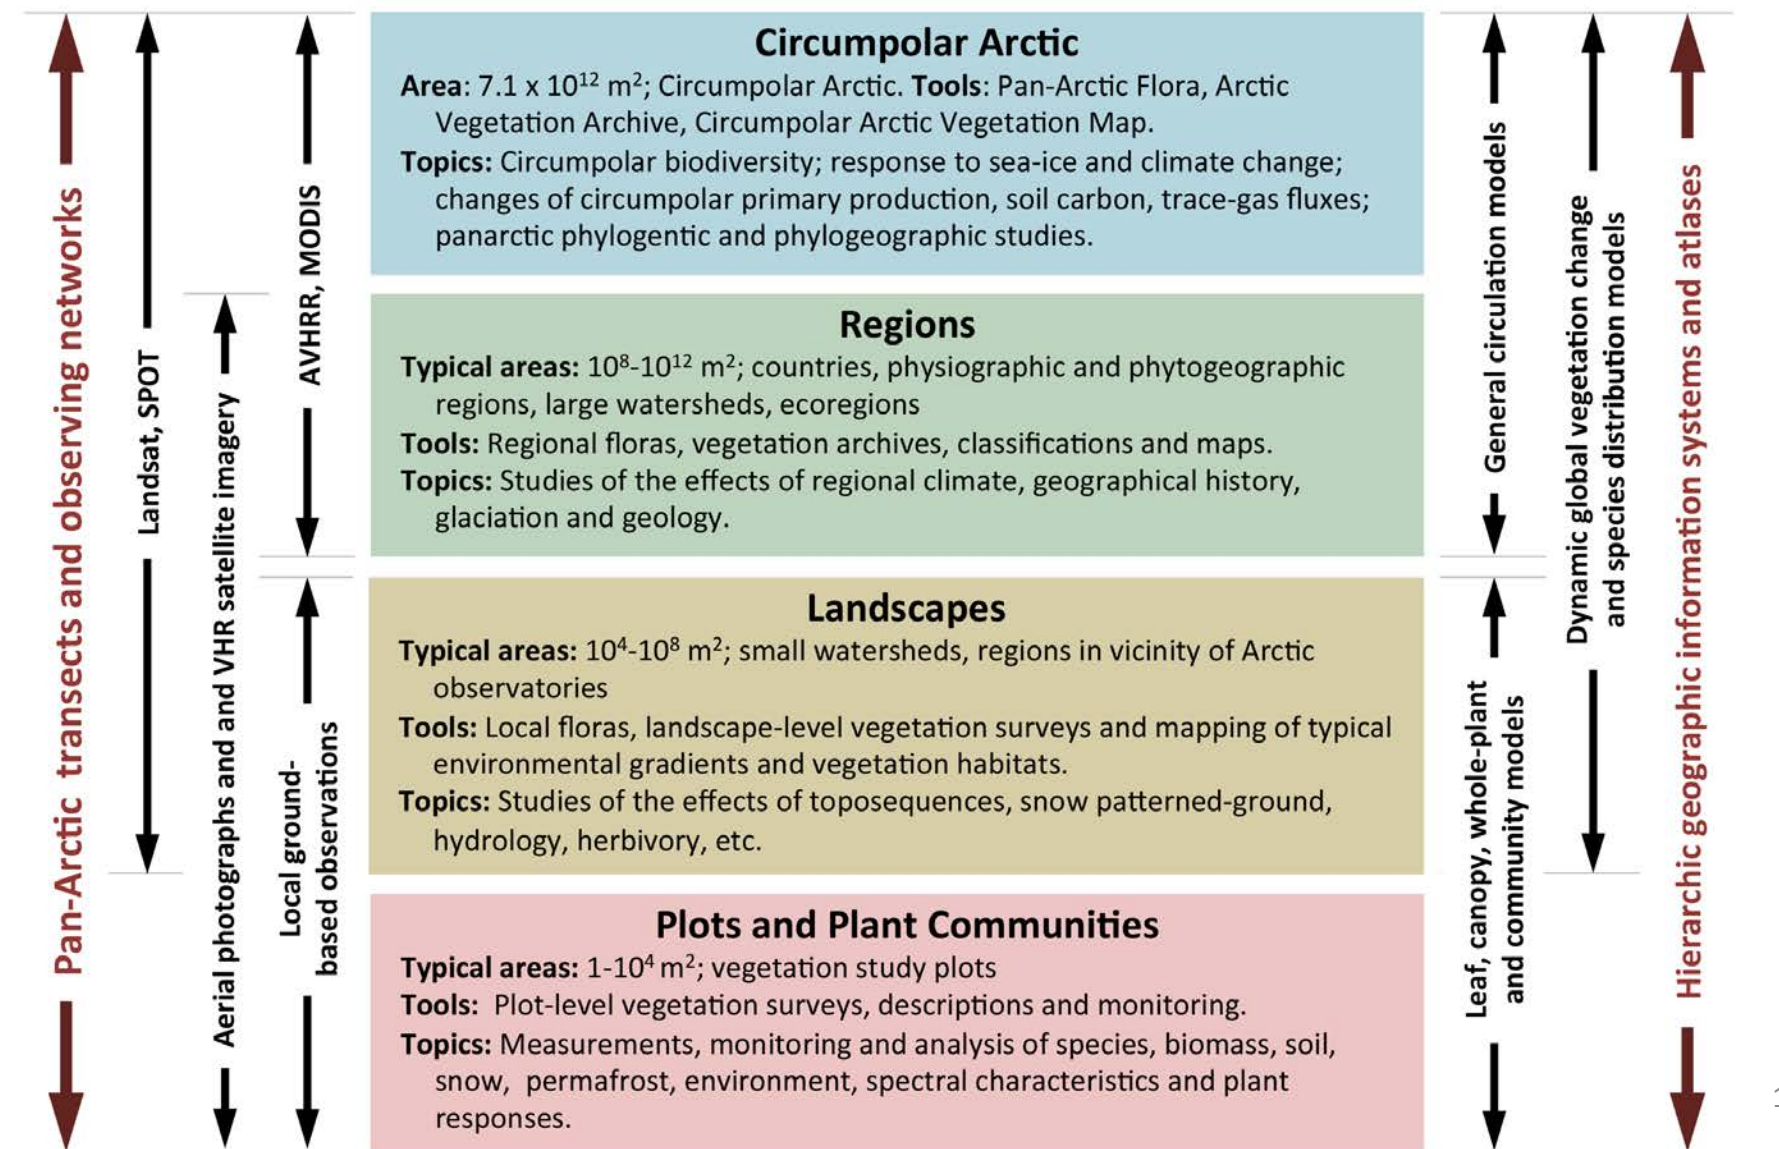 Pan-Arctic transects and observing networks
Landsat, SPOT
Aerial photographs and and VHR satellite imagery
AVHRR, MODIS
Local ground-
based observations
Circumpolar Arctic
Area: 7.1 x 10¹² m²; Circumpolar Arctic. Tools: Pan-Arctic Flora, Arctic
Vegetation Archive, Circumpolar Arctic Vegetation Map.
Topics: Circumpolar biodiversity; response to sea-ice and climate change;
changes of circumpolar primary production, soil carbon, trace-gas fluxes;
panarctic phylogentic and phylogeographic studies.
Regions
Typical areas: 10⁸-10¹² m²; countries, physiographic and phytogeographic
regions, large watersheds, ecoregions
Tools: Regional floras, vegetation archives, classifications and maps.
Topics: Studies of the effects of regional climate, geographical history,
glaciation and geology.
Landscapes
Typical areas: 10⁴-10⁸ m²; small watersheds, regions in vicinity of Arctic
observatories
Tools: Local floras, landscape-level vegetation surveys and mapping of typical
environmental gradients and vegetation habitats.
Topics: Studies of the effects of toposequences, snow patterned-ground,
hydrology, herbivory, etc.
Plots and Plant Communities
Typical areas: 1-10⁴ m²; vegetation study plots
Tools: Plot-level vegetation surveys, descriptions and monitoring.
Topics: Measurements, monitoring and analysis of species, biomass, soil,
snow, permafrost, environment, spectral characteristics and plant
responses.
General circulation models
Leaf, canopy, whole-plant
and community models
Dynamic global vegetation change
and species distribution models
Hierarchic geographic information systems and atlases